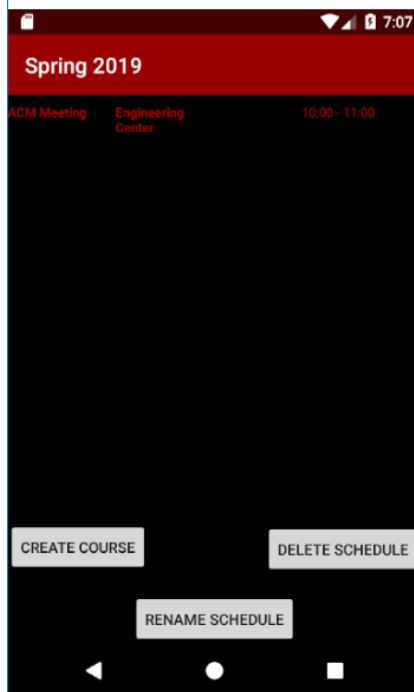 7:07
Spring 2019
ACM Meeting Engineering Center 10:00 - 11:00
CREATE COURSE
DELETE SCHEDULE
RENAME SCHEDULE